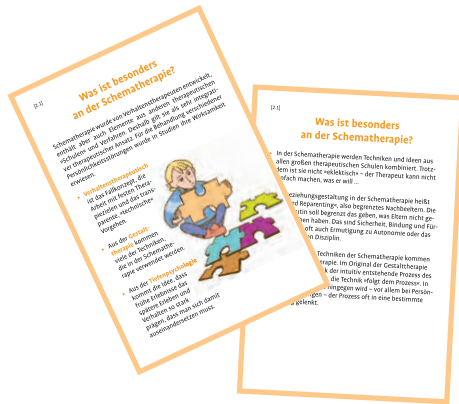 [2.1]
Was ist besonders
an der Schematherapie?
Schematherapie wurde von Verhaltenstherapeuten entwickelt,
enthält aber auch Elemente aus anderen therapeutischen
»Schulen« und Verfahren. Deshalb gilt sie als sehr integrati-
ver therapeutischer Ansatz. Für die Behandlung verschiedener
Persönlichkeitsstörungen wurde in Studien ihre Wirksamkeit
erwiesen.
• Verhaltenstherapeutisch
ist das Fallkonzept, die
Arbeit mit festen Thera-
piezielen und das trans-
parente, »technische«
Vorgehen.
• Aus der Gestalt-
therapie kommen
viele der Techniken,
die in der Schemathe-
rapie verwendet werden.
• Aus der Tiefenpsychologie
kommt die Idee, dass
frühe Erlebnisse das
spätere Erleben und
Verhalten so stark
prägen, dass man sich damit
auseinandersetzen muss.
[2.1]
Was ist besonders
an der Schematherapie?
• In der Schematherapie werden Techniken und Ideen aus
allen großen therapeutischen Schulen kombiniert. Trotz-
dem ist sie nicht »eklektisch« – der Therapeut kann nicht
einfach machen, was er will ...
eziehungsgestaltung in der Schematherapie heißt
d Reparenting«, also begrenztes Nachbeeltern. Die
utin soll begrenzt das geben, was Eltern nicht ge-
en haben. Das sind Sicherheit, Bindung und Für-
oft auch Ermutigung zu Autonomie oder das
en Disziplin.
Techniken der Schematherapie kommen
erapie. Im Original der Gestalttherapie
k der intuitiv entstehende Prozess des
die Technik »folgt dem Prozess«. In
hingegen wird – vor allem bei Persön-
ngen – der Prozess oft in eine bestimmte
gelenkt.